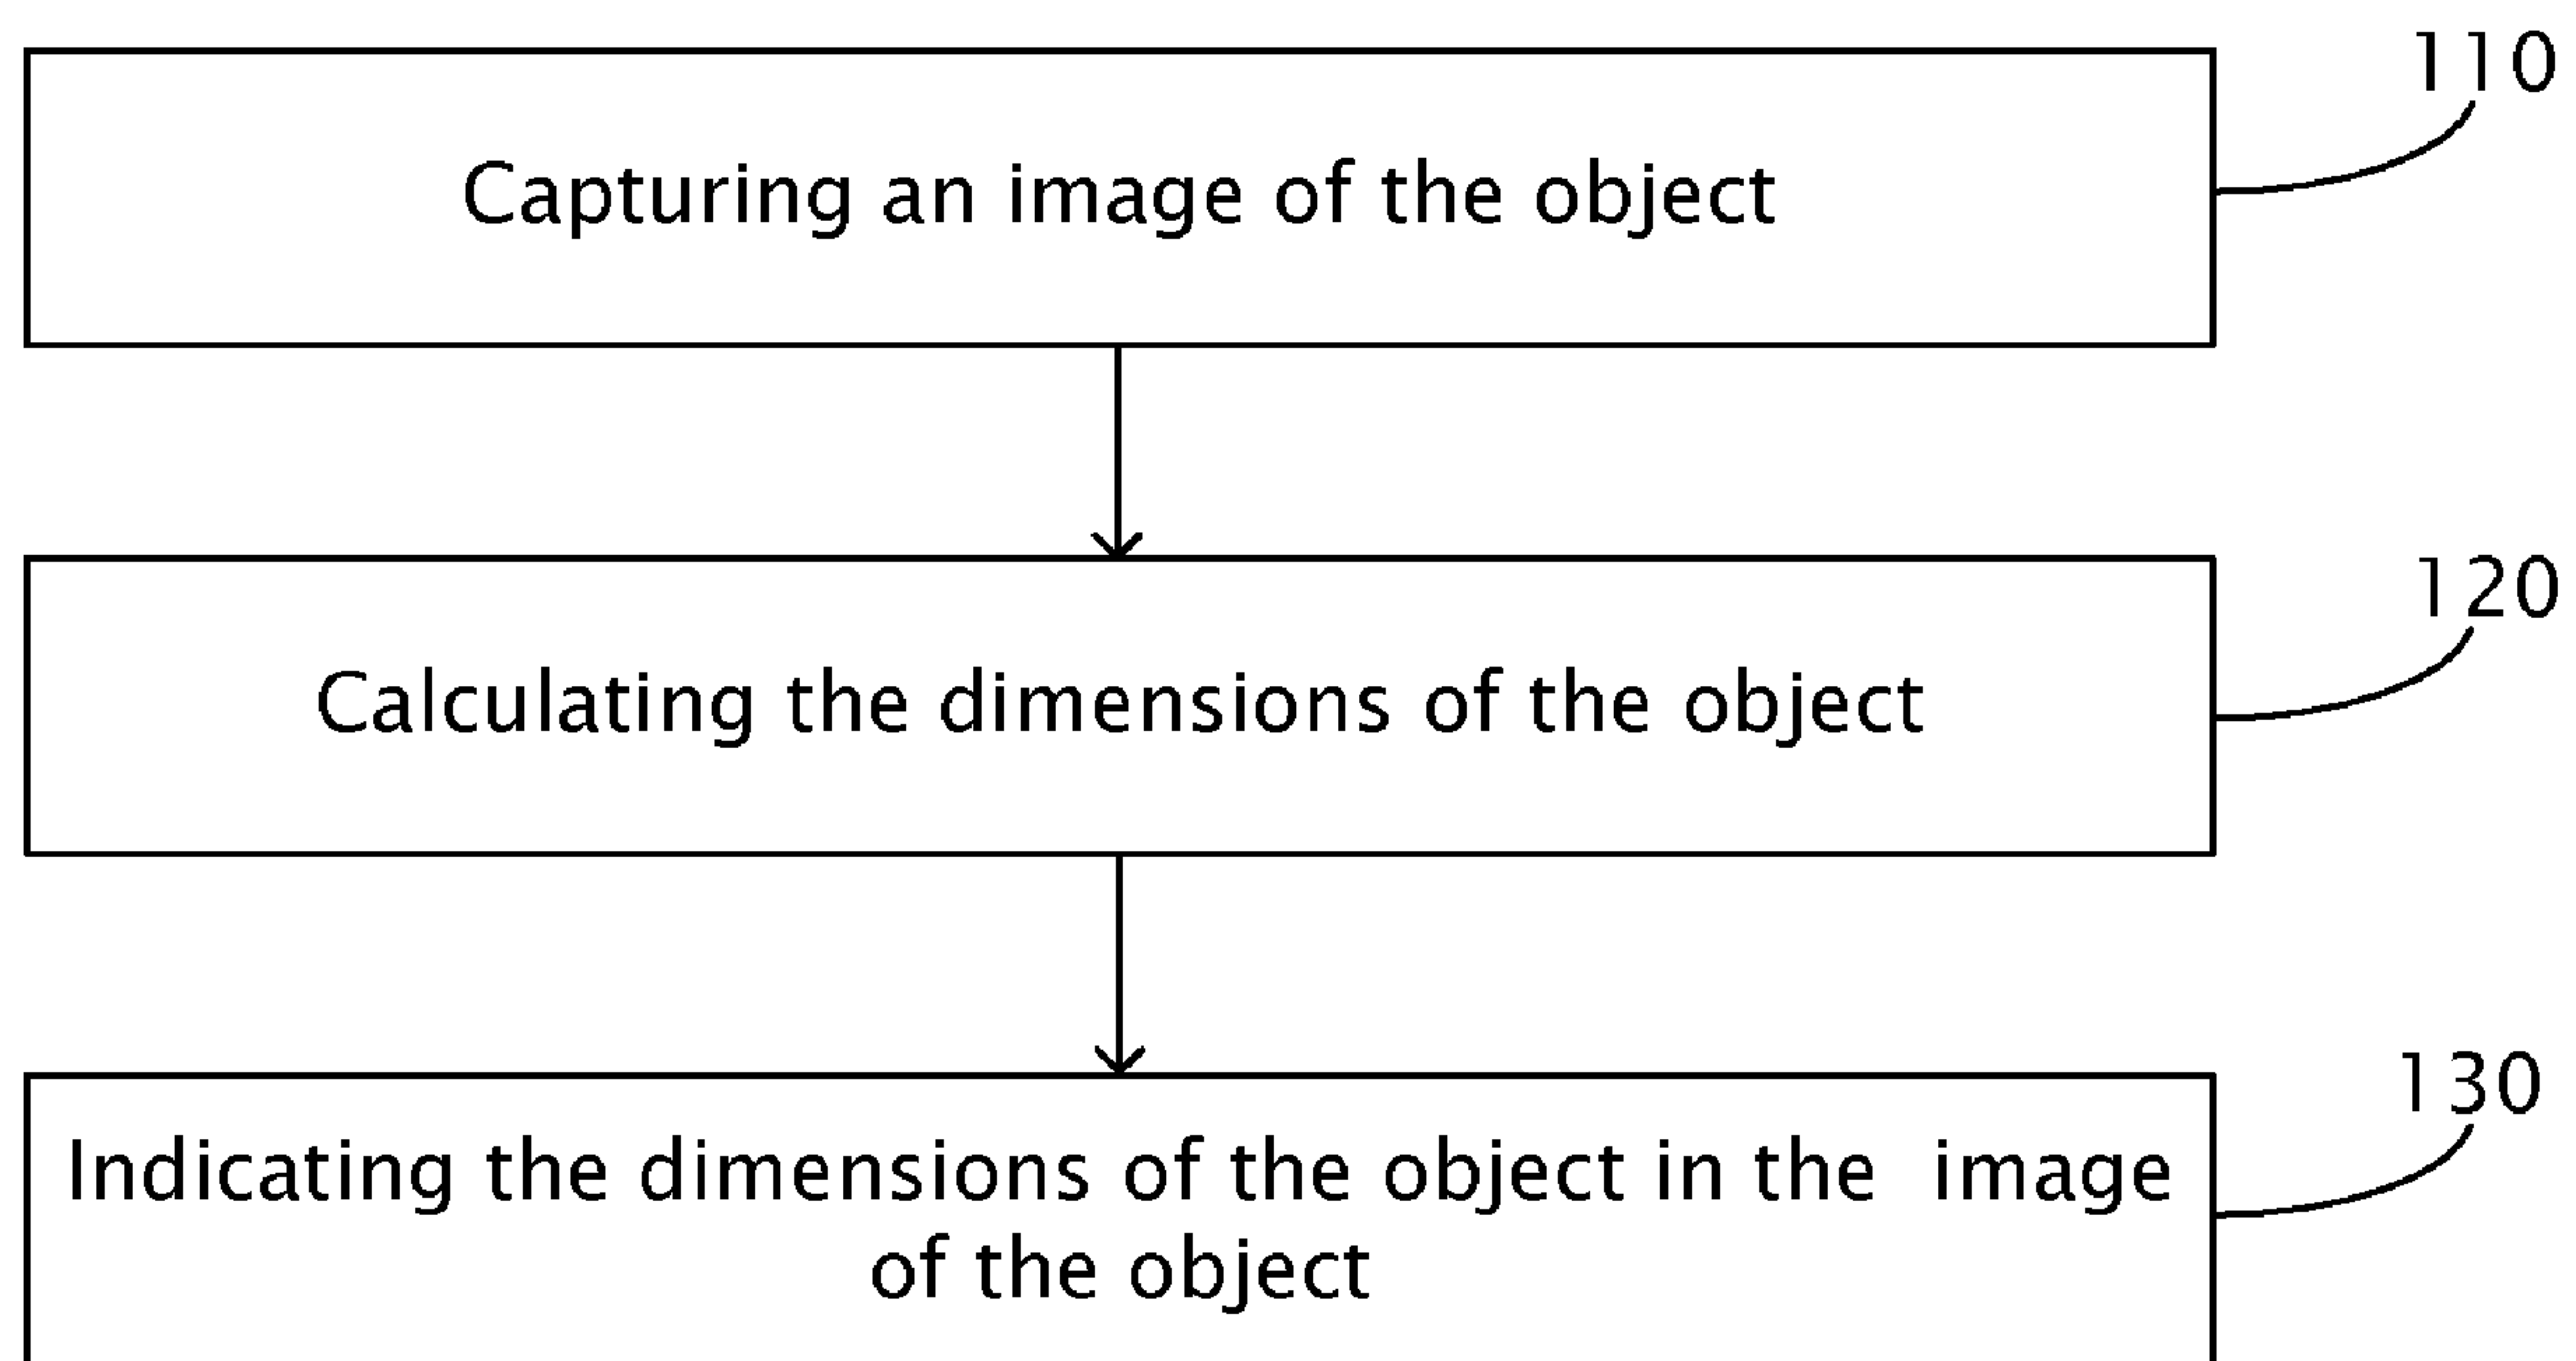 110
Capturing an image of the object
120
Calculating the dimensions of the object
130
Indicating the dimensions of the object in the  image
of the object